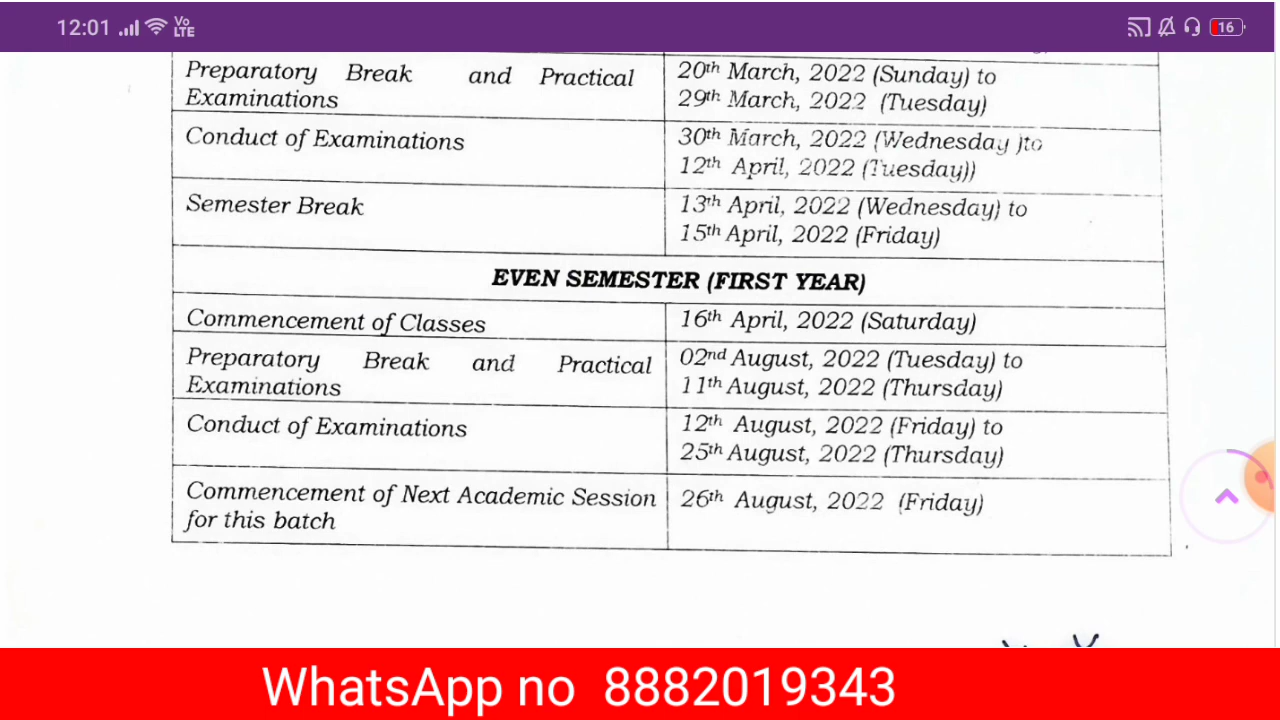 12:01 Vo LTE 16
Preparatory Break and Practical
Examinations
20th March, 2022 (Sunday) to
29th March, 2022 (Tuesday)
Conduct of Examinations
30th March, 2022 (Wednesday )to
12th April, 2022 (Tuesday))
Semester Break
13th April, 2022 (Wednesday) to
15th April, 2022 (Friday)
EVEN SEMESTER (FIRST YEAR)
Commencement of Classes
16th April, 2022 (Saturday)
Preparatory Break and Practical
Examinations
02nd August, 2022 (Tuesday) to
11th August, 2022 (Thursday)
Conduct of Examinations
12th August, 2022 (Friday) to
25th August, 2022 (Thursday)
Commencement of Next Academic Session
for this batch
26th August, 2022 (Friday)
WhatsApp no 8882019343